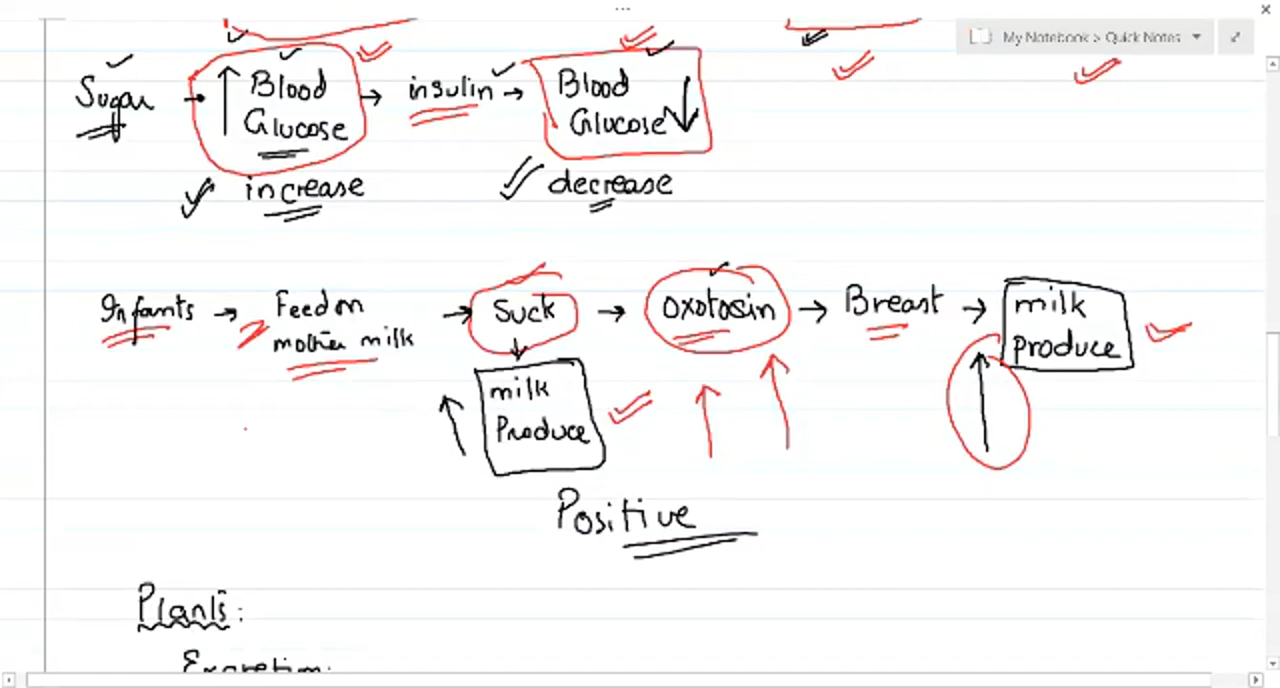 My Notebook > Quick Notes
Sugar → ↑ Blood Glucose → insulin → Blood Glucose ↓
increase decrease
Infants → Feed on mother milk → Suck → Oxotosin → Breast → milk produce
milk
Produce
Positive
Plants:
Excretion: